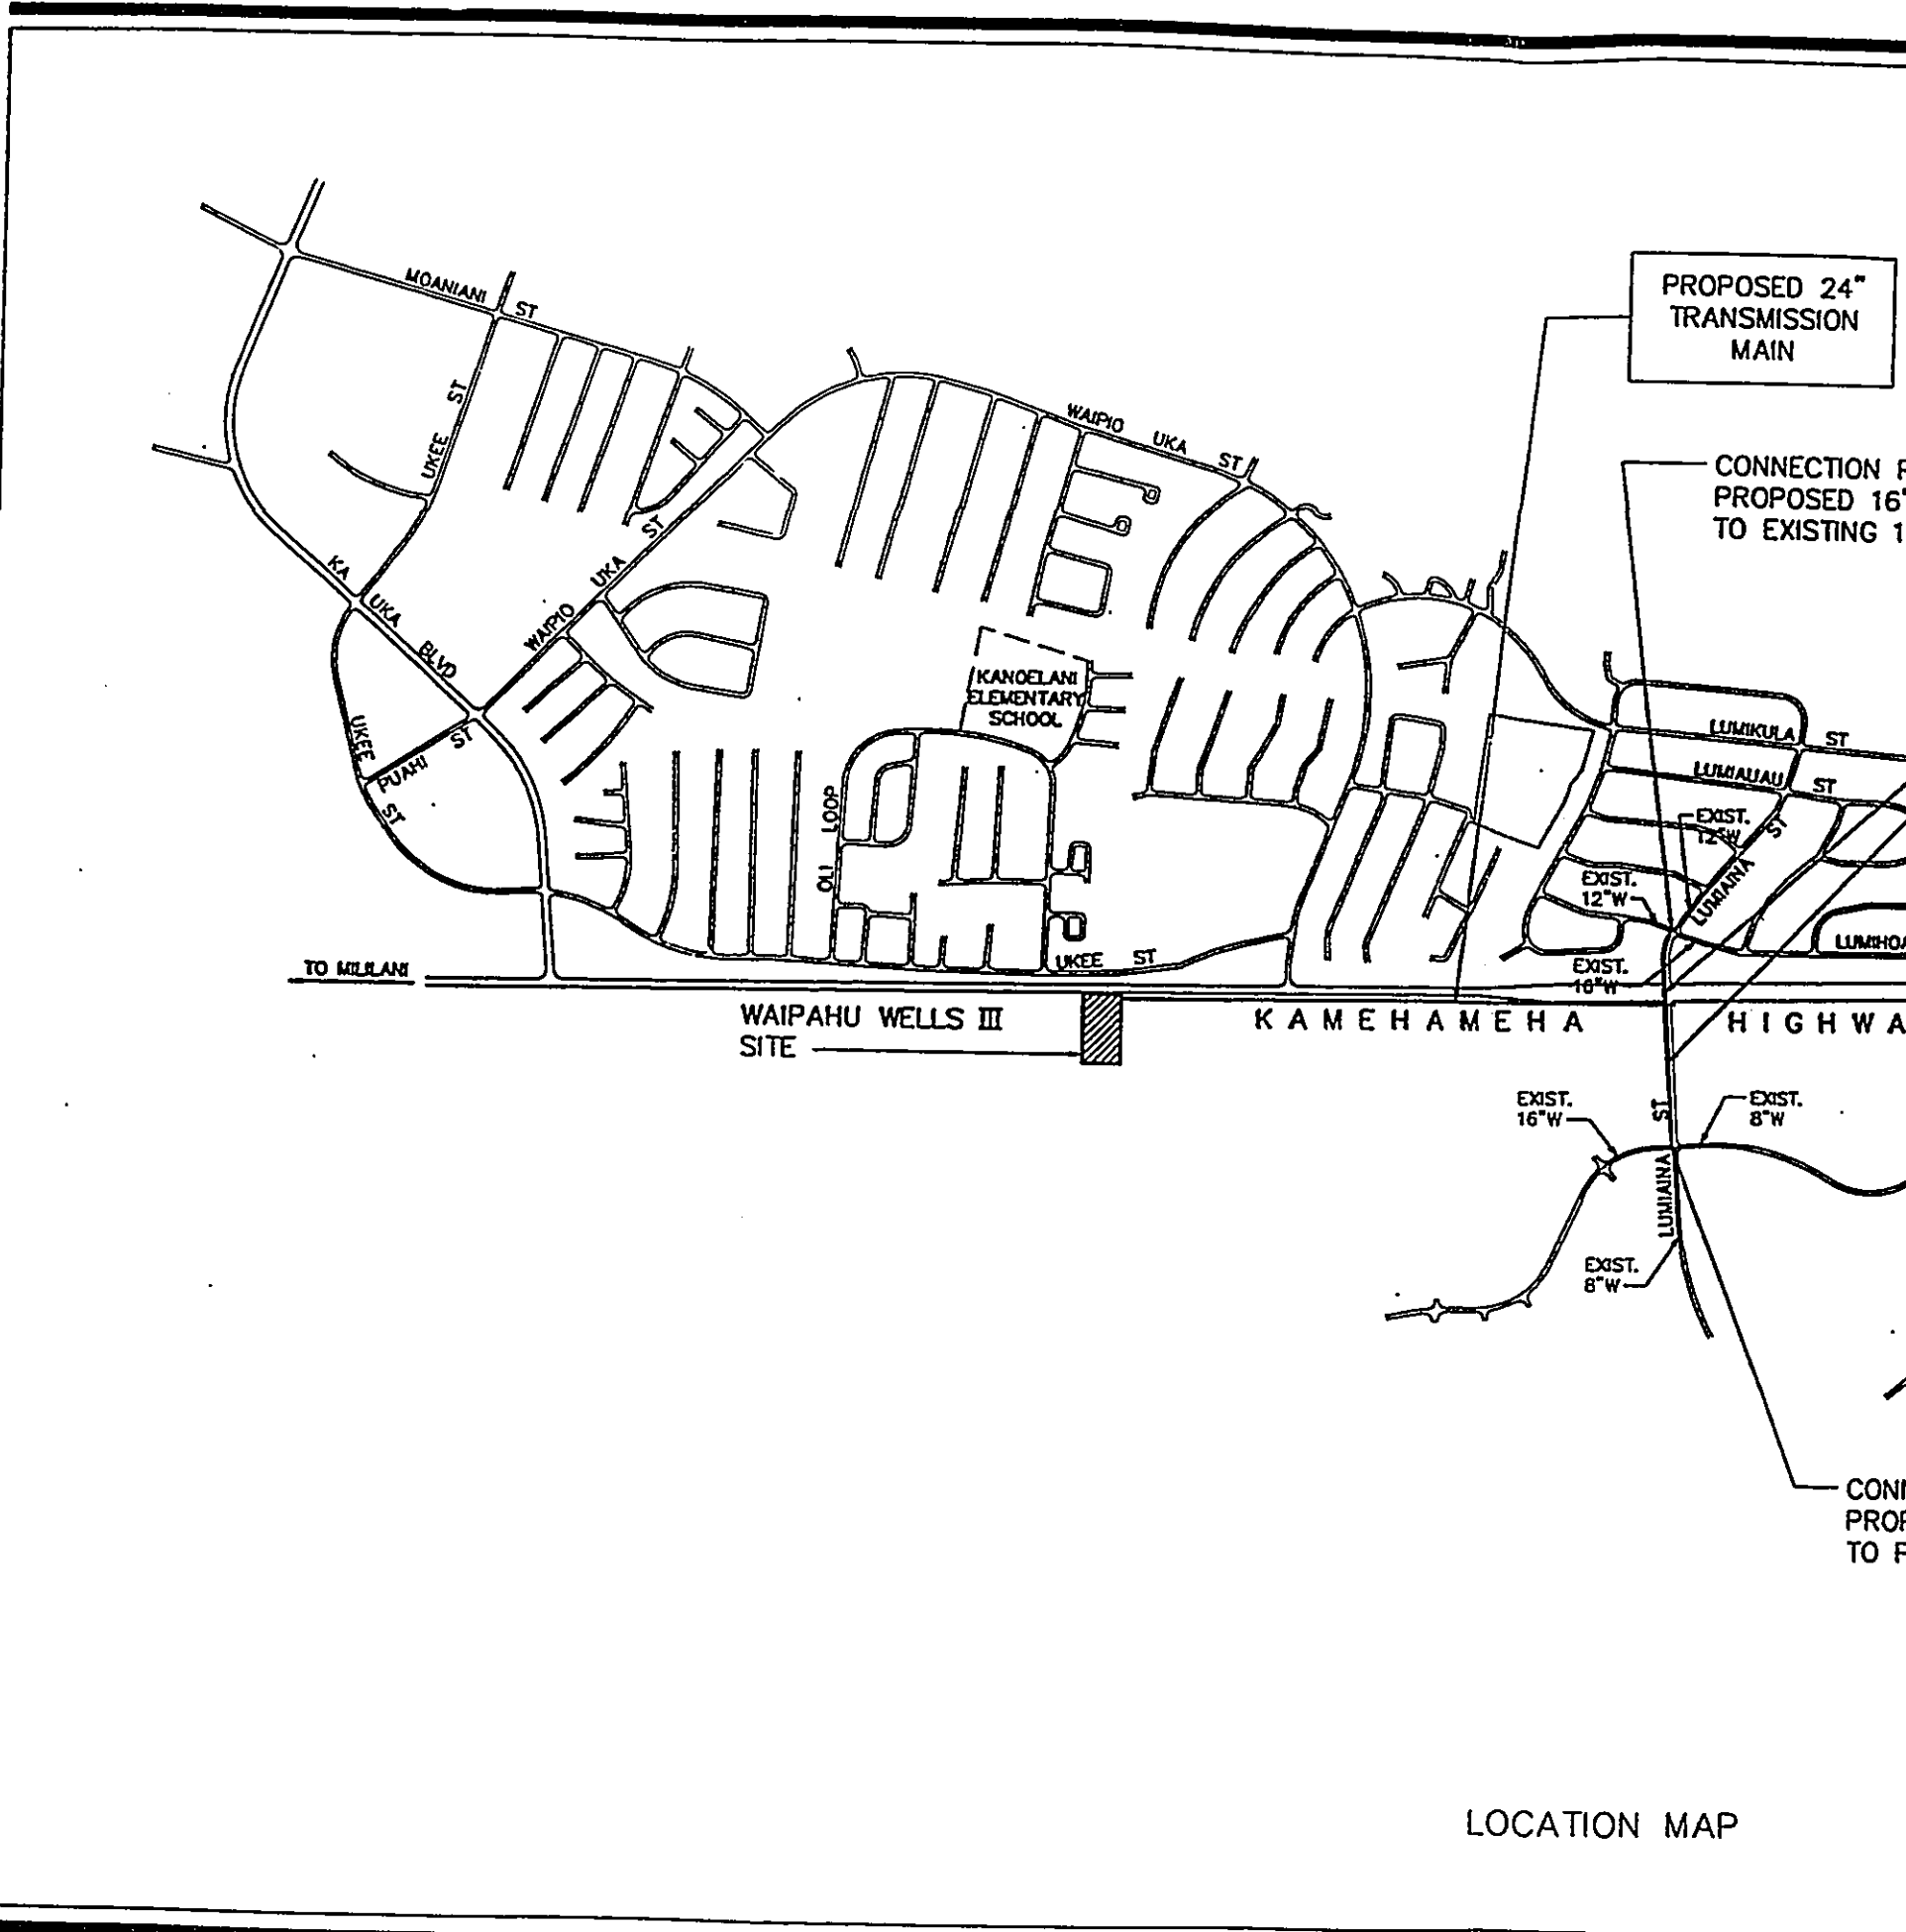 MOANIANI ST
UKEE ST
PROPOSED 24"
TRANSMISSION
MAIN
WAIPIO UKA ST
CONNECTION
PROPOSED 16"
TO EXISTING 1
KA UKA BLVD
WAIPIO UKA ST
KANOELANI
ELEMENTARY
SCHOOL
UKEE ST
PUAHI ST
LUMIKULA ST
LUMIAUAU ST
OLI LOOP
EXIST.
12"W
LUMIAINA ST
EXIST.
12"W
LUMIHOA
UKEE ST
EXIST.
16"W
TO MILILANI
WAIPAHU WELLS III
SITE
KAMEHAMEHA HIGHWA
EXIST.
16"W
EXIST.
8"W
LUMIAINA ST
EXIST.
8"W
CONN
PROP
TO
LOCATION MAP